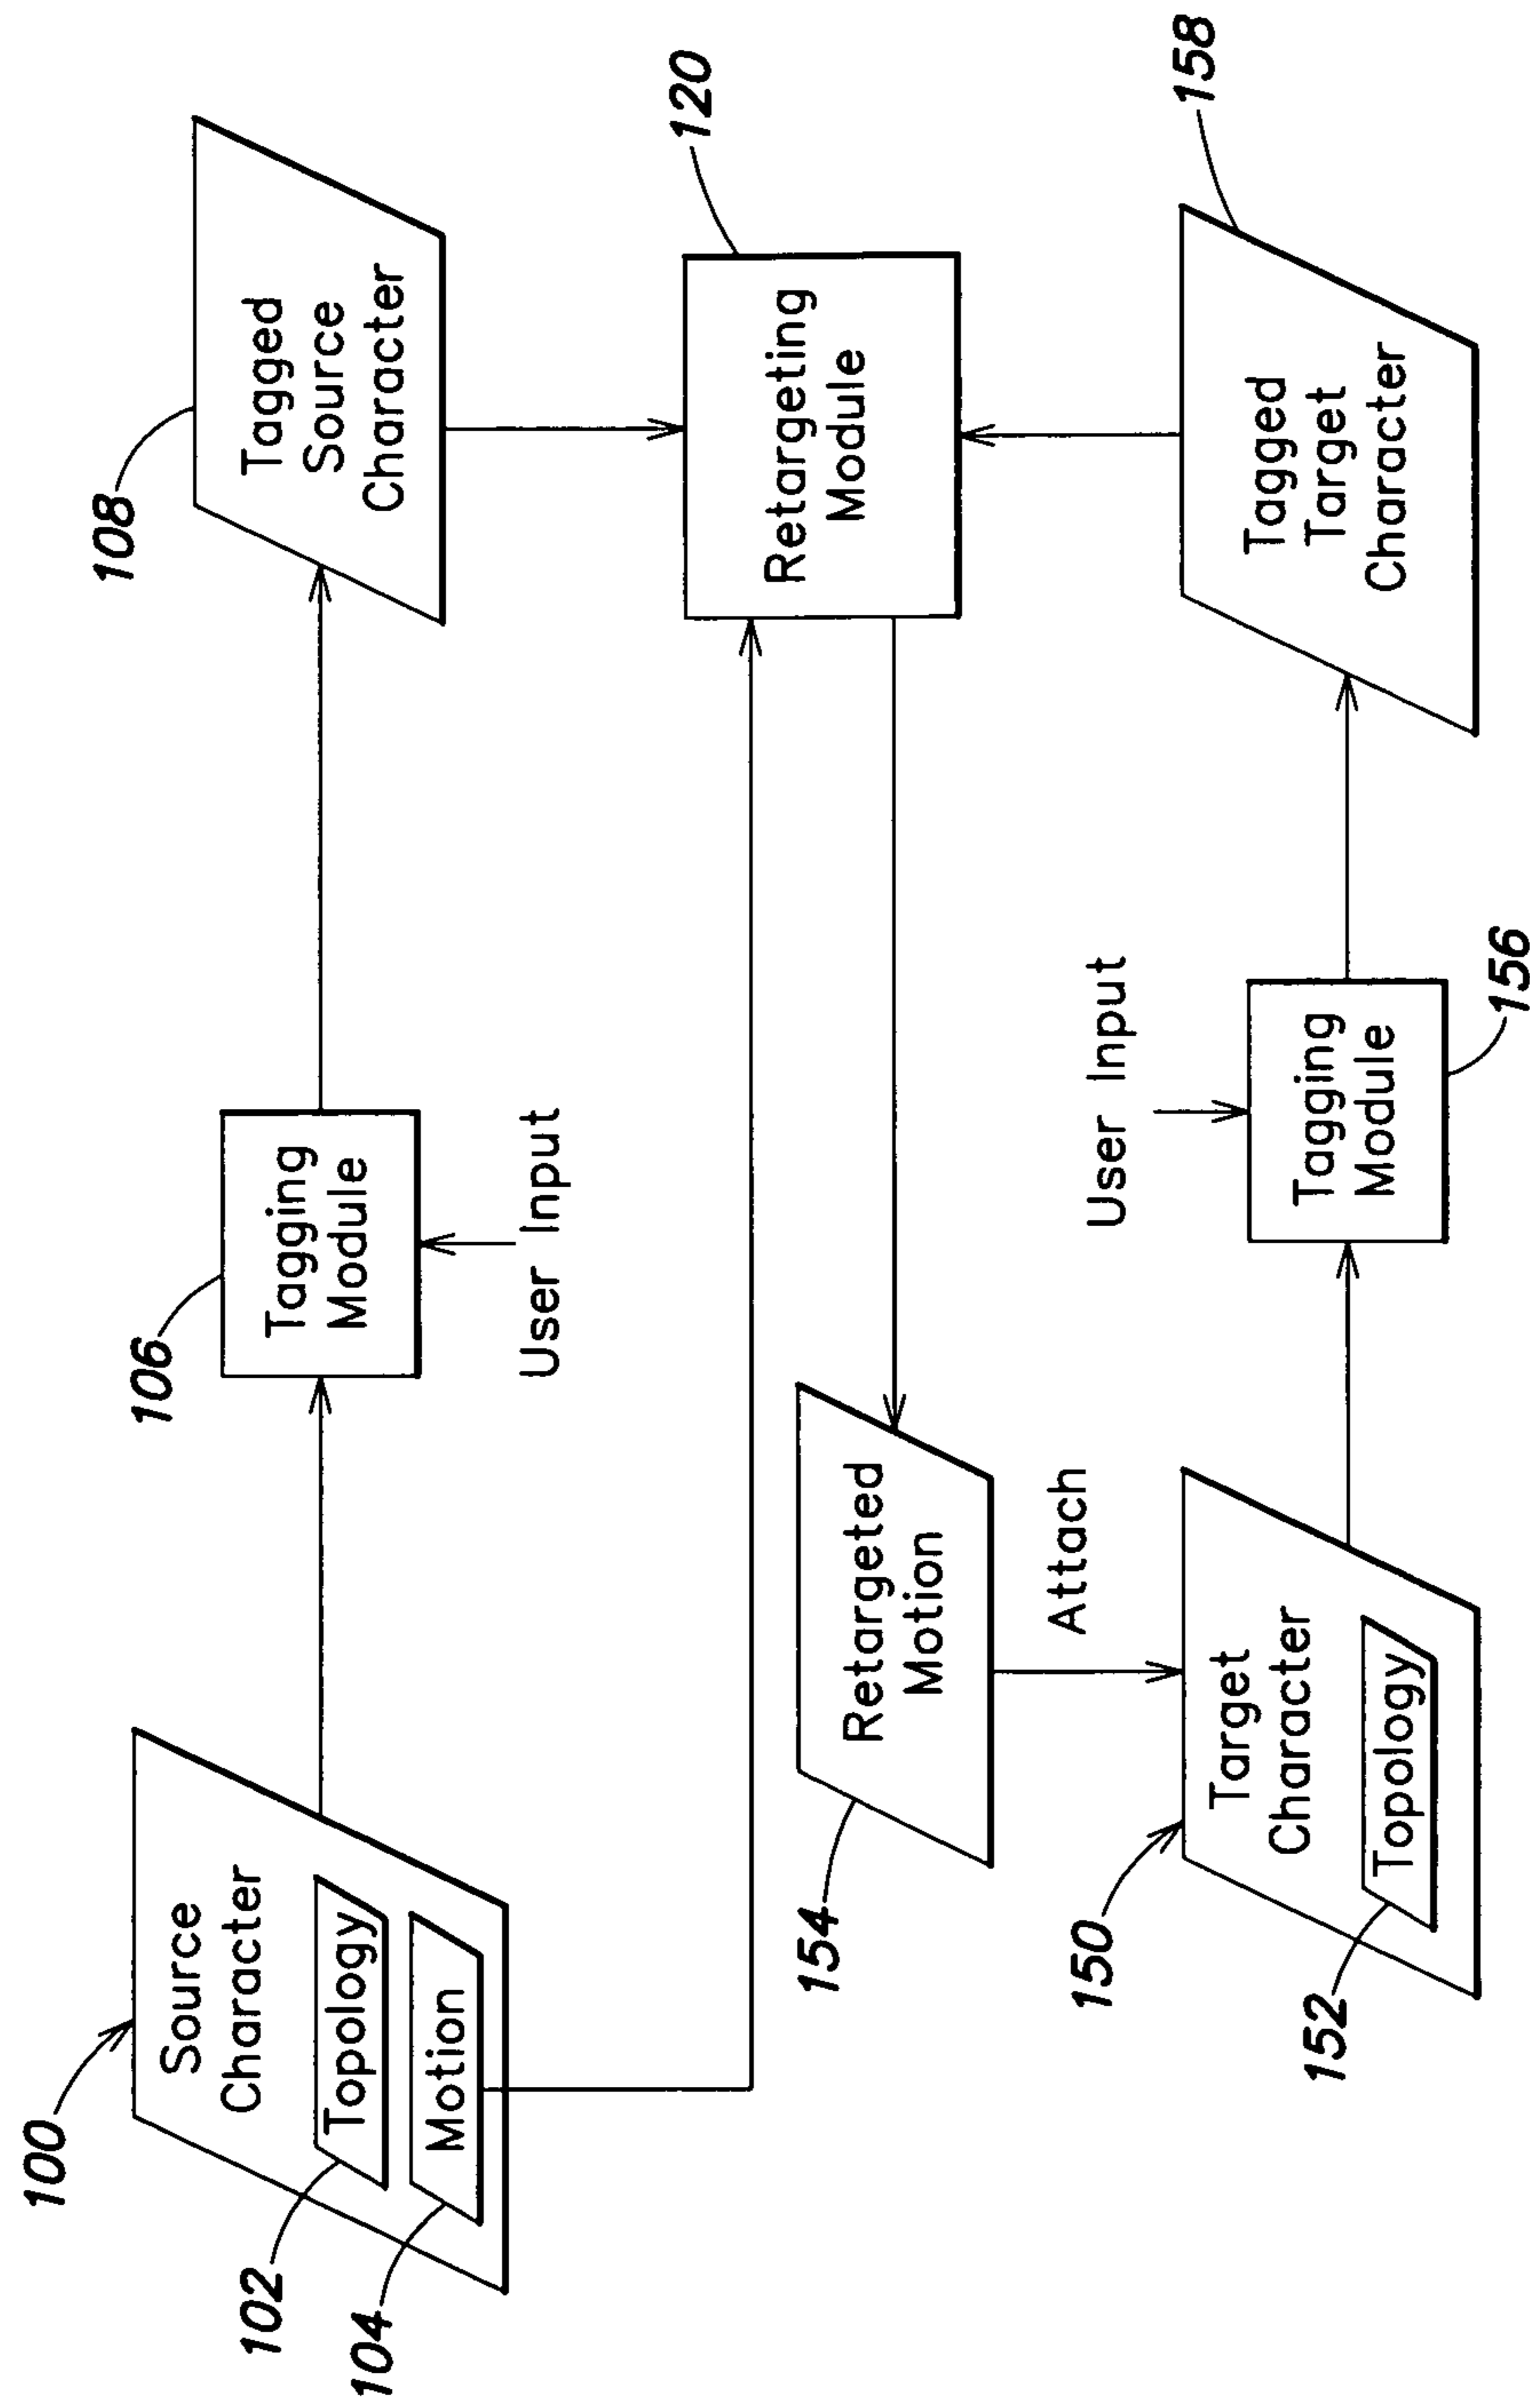 100
Source
Character
102
Topology
104
Motion
106
Tagging
Module
User Input
108
Tagged
Source
Character
120
Retargeting
Module
154
Retargeted
Motion
Attach
150
Target
Character
152
Topology
User Input
Tagging
Module
156
158
Tagged
Target
Character